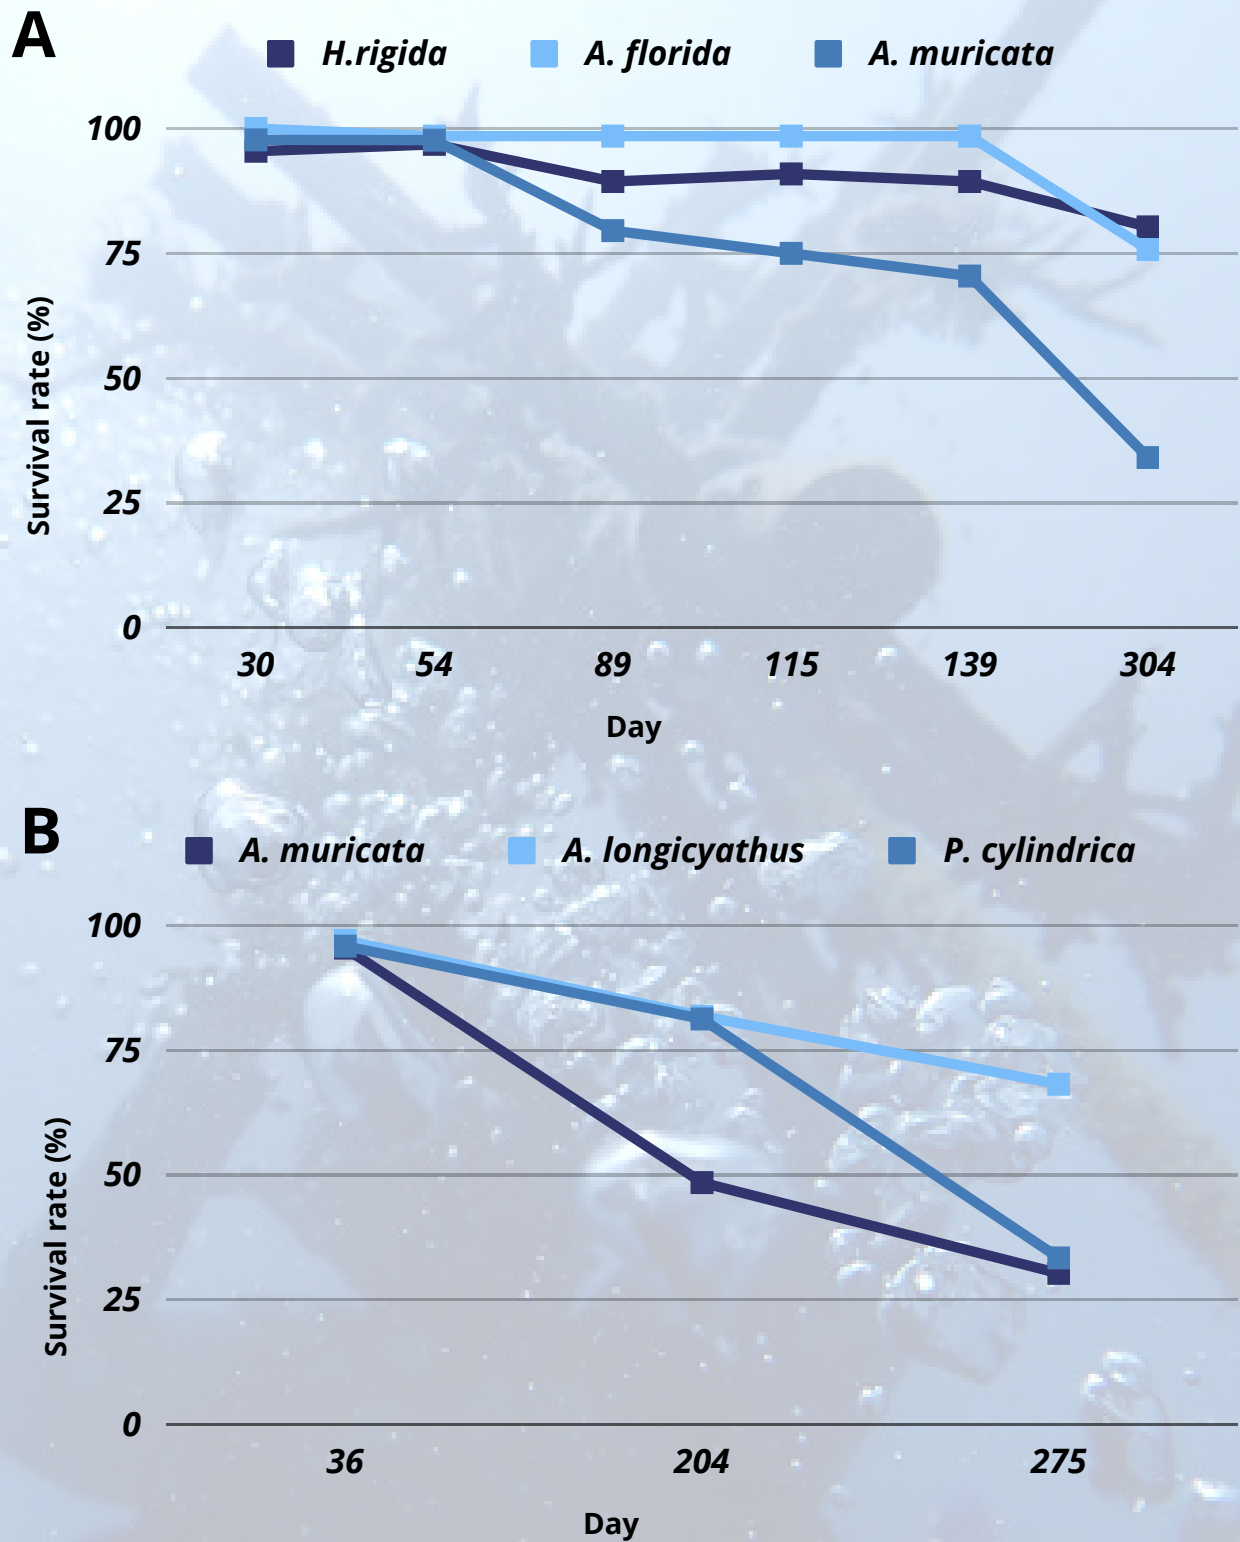 A
H.rigida A. florida A. muricata
100
75
50
25
0
Survival rate (%)
30 54 89 115 139 304
Day
B
A. muricata A. longicyathus P. cylindrica
100
75
50
25
0
Survival rate (%)
36 204 275
Day